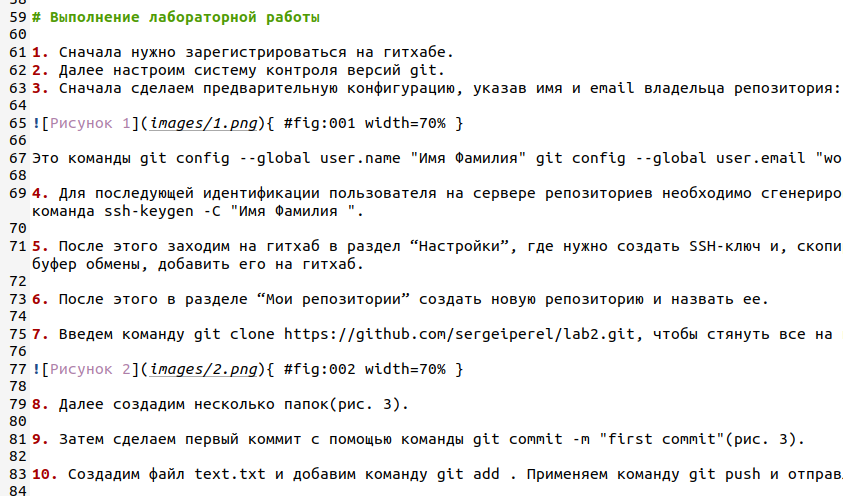 59 # Выполнение лабораторной работы
60
61 1. Сначала нужно зарегистрироваться на гитхабе.
62 2. Далее настроим систему контроля версий git.
63 3. Сначала сделаем предварительную конфигурацию, указав имя и email владельца репозитория:
64
65 ![Рисунок 1](images/1.png){ #fig:001 width=70% }
66
67 Это команды git config --global user.name "Имя Фамилия" git config --global user.email "wo
68
69 4. Для последующей идентификации пользователя на сервере репозиториев необходимо сгенериро
команда ssh-keygen -C "Имя Фамилия ".
70
71 5. После этого заходим на гитхаб в раздел “Настройки”, где нужно создать SSH-ключ и, скопи
буфер обмены, добавить его на гитхаб.
72
73 6. После этого в разделе “Мои репозитории” создать новую репозиторию и назвать ее.
74
75 7. Введем команду git clone https://github.com/sergeiperel/lab2.git, чтобы стянуть все на
76
77 ![Рисунок 2](images/2.png){ #fig:002 width=70% }
78
79 8. Далее создадим несколько папок(рис. 3).
80
81 9. Затем сделаем первый коммит с помощью команды git commit -m "first commit"(рис. 3).
82
83 10. Создадим файл text.txt и добавим команду git add . Применяем команду git push и отправ
84